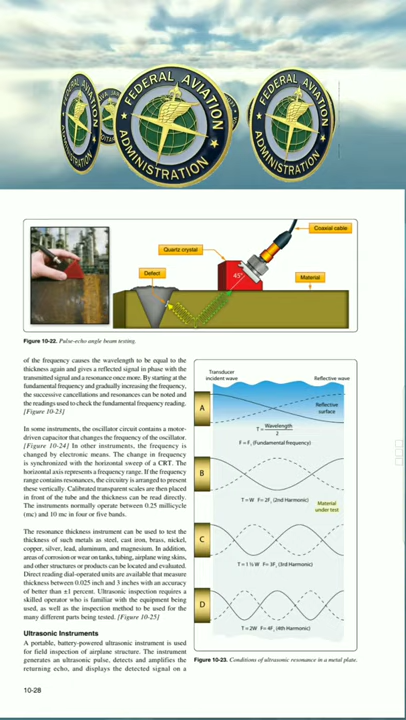 FEDERAL AVIATION
ADMINISTRATION
FEDERAL AVIATION
ADMINISTRATION
FEDERAL AVIATION
ADMINISTRATION
Coaxial cable
Quartz crystal
Defect
45°
Material
Figure 10-22. Pulse-echo angle beam testing.
of the frequency causes the wavelength to be equal to the
thickness again and gives a reflected signal in phase with the
transmitted signal and a resonance once more. By starting at the
fundamental frequency and gradually increasing the frequency,
the successive cancellations and resonances can be noted and
the readings used to check the fundamental frequency reading.
[Figure 10-23]
In some instruments, the oscillator circuit contains a motor-
driven capacitor that changes the frequency of the oscillator.
[Figure 10-24] In other instruments, the frequency is
changed by electronic means. The change in frequency
is synchronized with the horizontal sweep of a CRT. The
horizontal axis represents a frequency range. If the frequency
range contains resonances, the circuitry is arranged to present
these vertically. Calibrated transparent scales are then placed
in front of the tube and the thickness can be read directly.
The instruments normally operate between 0.25 millicycle
(mc) and 10 mc in four or five bands.
The resonance thickness instrument can be used to test the
thickness of such metals as steel, cast iron, brass, nickel,
copper, silver, lead, aluminum, and magnesium. In addition,
areas of corrosion or wear on tanks, tubing, airplane wing skins,
and other structures or products can be located and evaluated.
Direct reading dial-operated units are available that measure
thickness between 0.025 inch and 3 inches with an accuracy
of better than ±1 percent. Ultrasonic inspection requires a
skilled operator who is familiar with the equipment being
used, as well as the inspection method to be used for the
many different parts being tested. [Figure 10-25]
Ultrasonic Instruments
A portable, battery-powered ultrasonic instrument is used
for field inspection of airplane structure. The instrument
generates an ultrasonic pulse, detects and amplifies the
returning echo, and displays the detected signal on a
Transducer
incident wave
Reflective wave
A
Reflective
surface
T = Wavelength
2
F = F₁ (Fundamental frequency)
B
T = W F= 2F₁ (2nd Harmonic)
Material
under test
C
T = 1 ½ W F= 3F₁ (3rd Harmonic)
D
T = 2W F= 4F₁ (4th Harmonic)
Figure 10-23. Conditions of ultrasonic resonance in a metal plate.
10-28